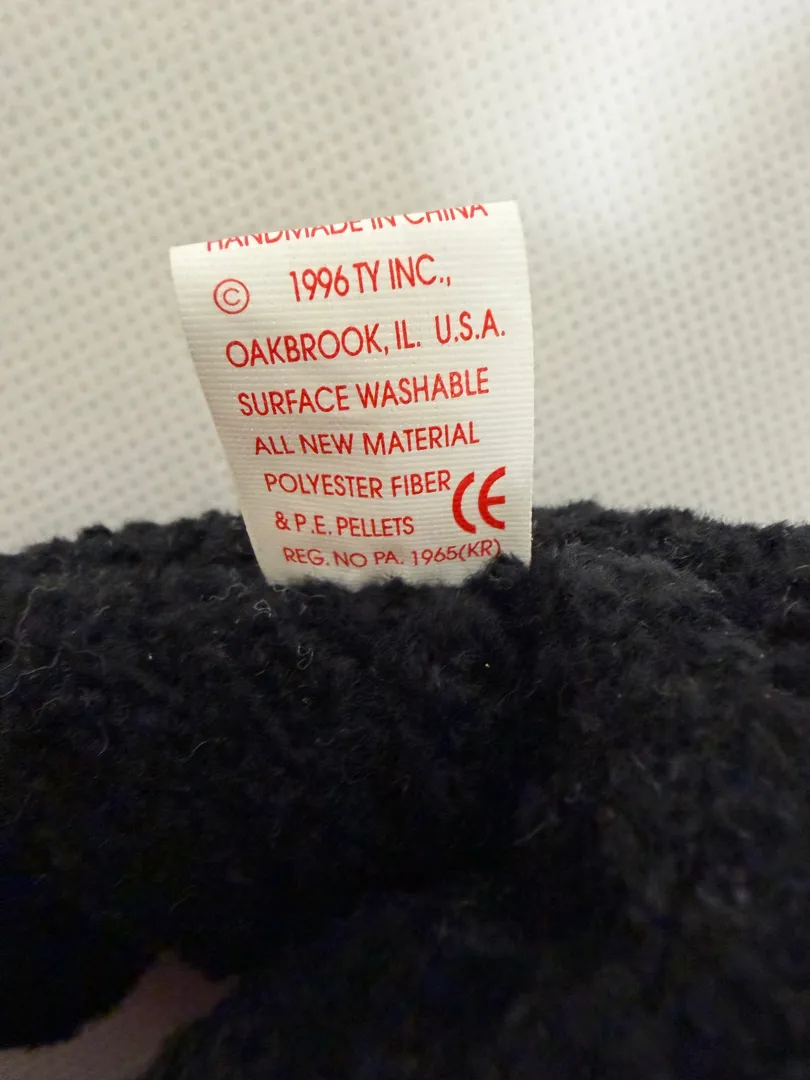 HANDMADE IN CHINA
© 1996 TY INC.,
OAKBROOK, IL. U.S.A.
SURFACE WASHABLE
ALL NEW MATERIAL
POLYESTER FIBER
& P.E. PELLETS CE
REG. NO PA. 1965(KR)